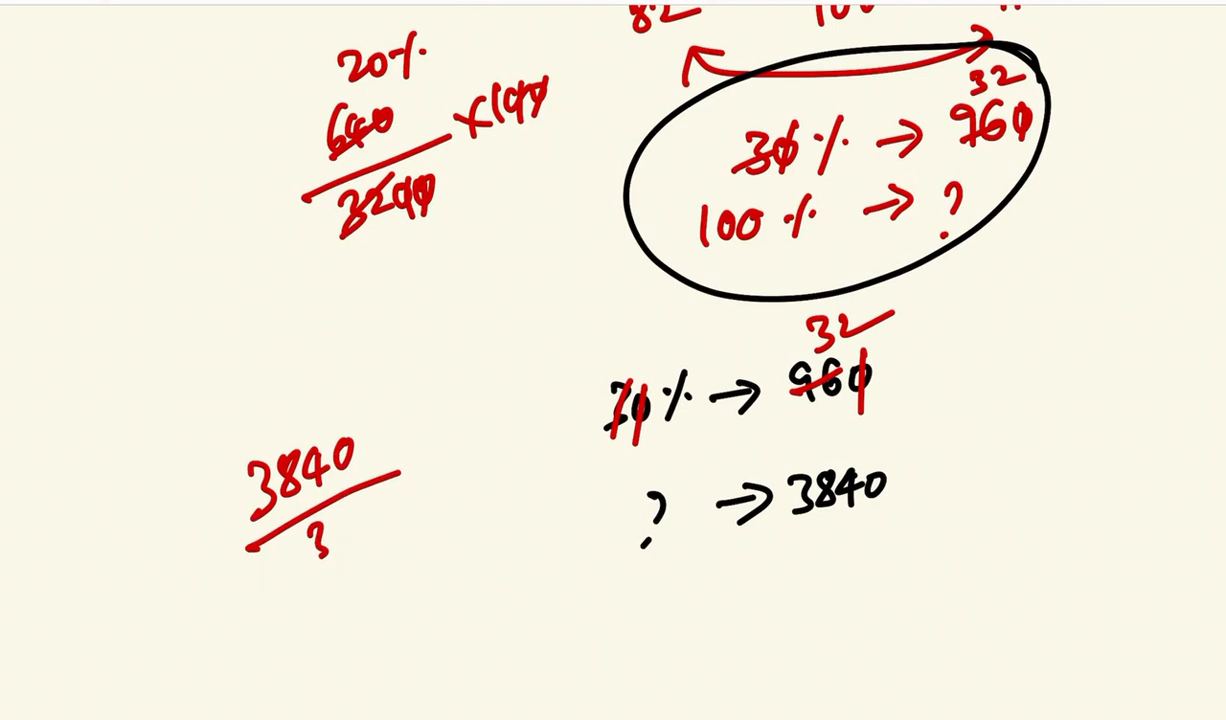 20%
640
3200
×100
32
30% → 960
100% → ?
32
30% → 960
? → 3840
3840
3